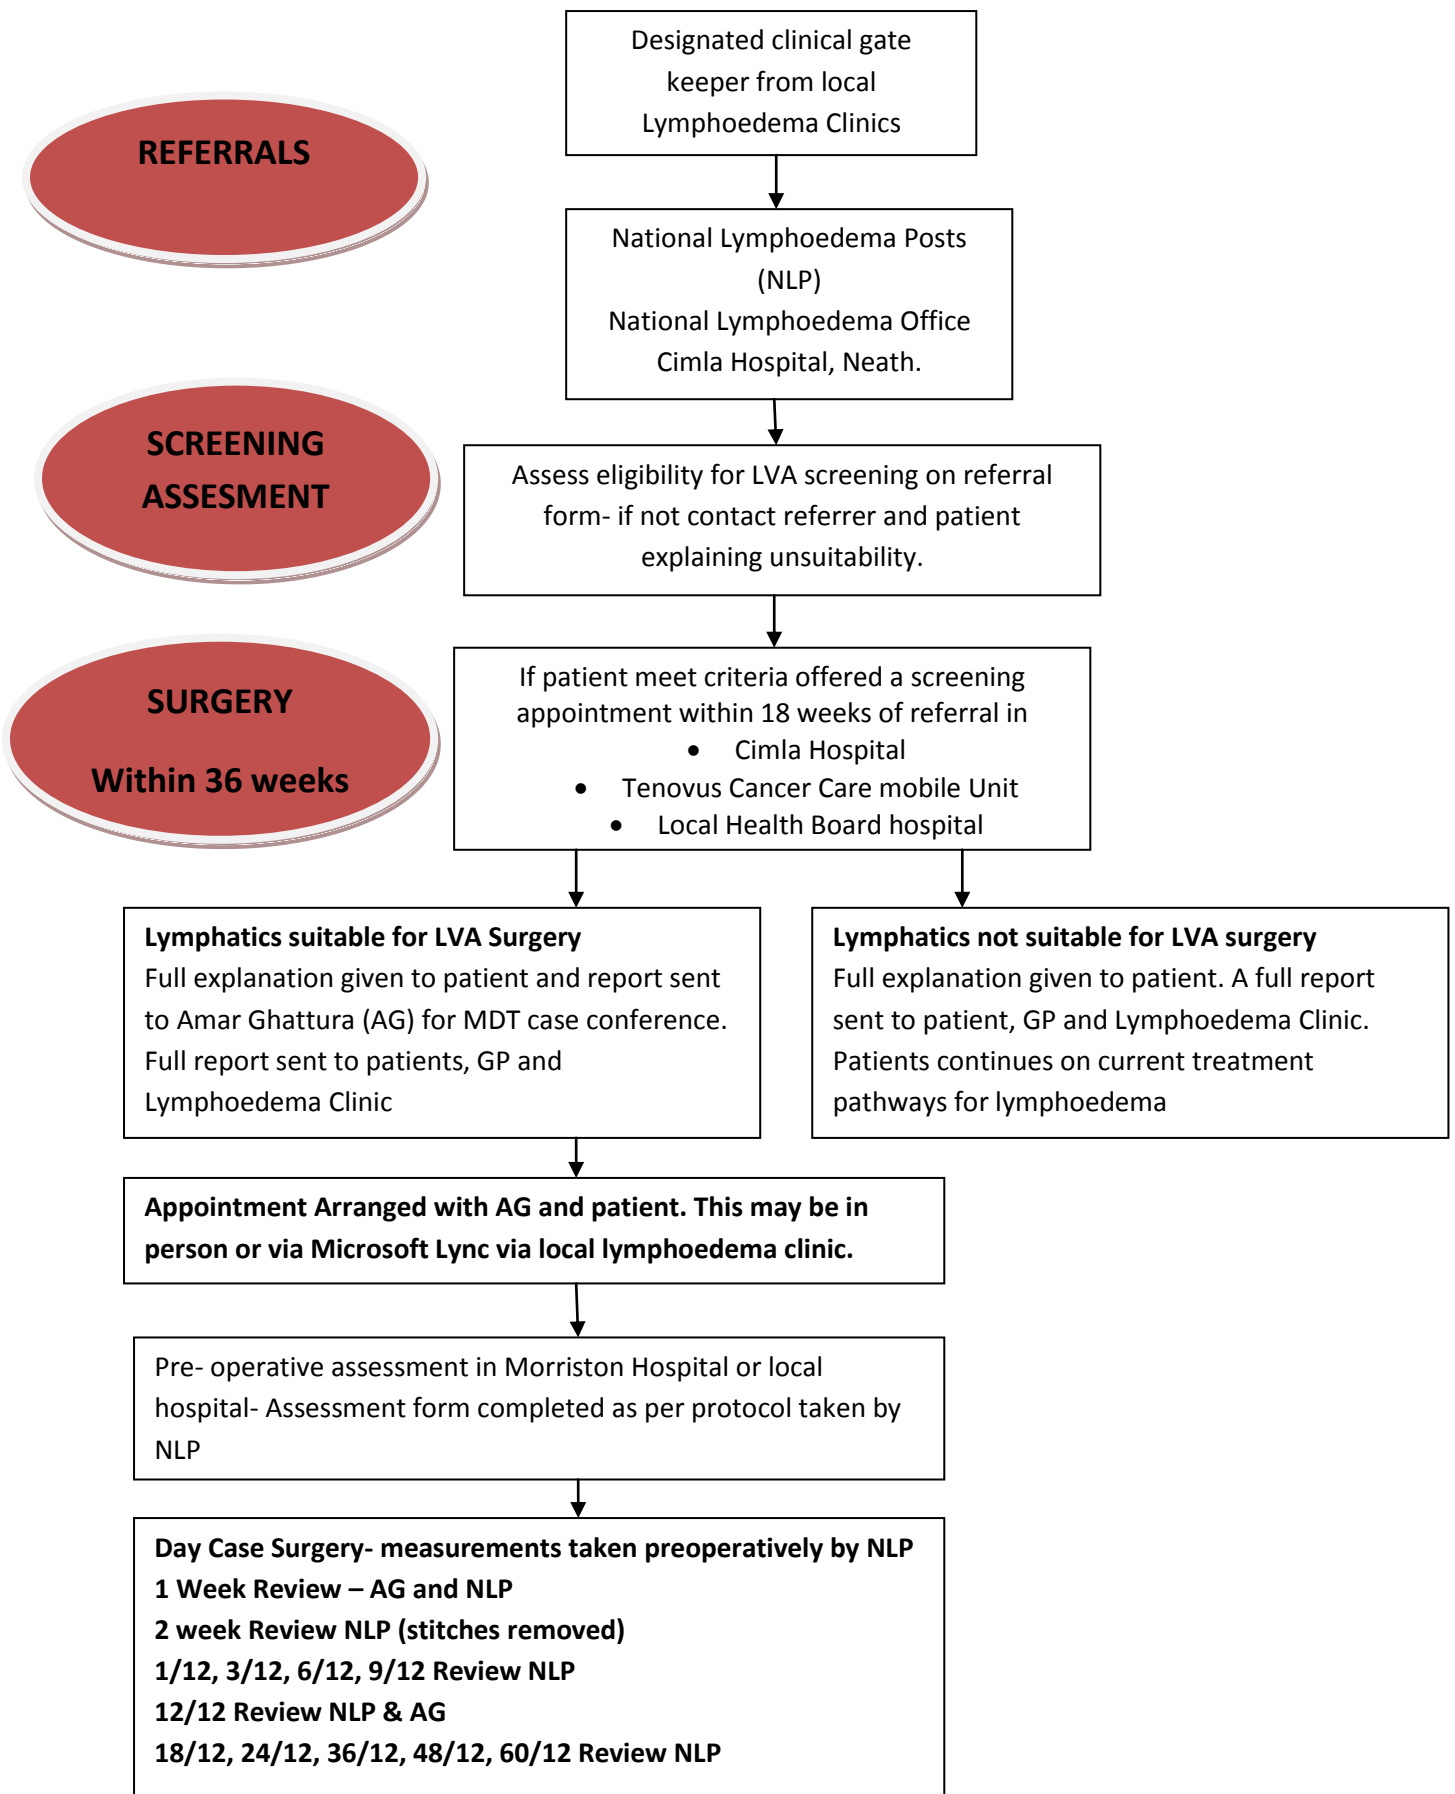 Designated clinical gate
keeper from local
Lymphoedema Clinics
REFERRALS
National Lymphoedema Posts
(NLP)
National Lymphoedema Office
Cimla Hospital, Neath.
SCREENING
ASSESMENT
Assess eligibility for LVA screening on referral
form- if not contact referrer and patient
explaining unsuitability.
SURGERY
Within 36 weeks
If patient meet criteria offered a screening
appointment within 18 weeks of referral in
• Cimla Hospital
• Tenovus Cancer Care mobile Unit
• Local Health Board hospital
Lymphatics suitable for LVA Surgery
Full explanation given to patient and report sent
to Amar Ghattura (AG) for MDT case conference.
Full report sent to patients, GP and
Lymphoedema Clinic
Lymphatics not suitable for LVA surgery
Full explanation given to patient. A full report
sent to patient, GP and Lymphoedema Clinic.
Patients continues on current treatment
pathways for lymphoedema
Appointment Arranged with AG and patient. This may be in
person or via Microsoft Lync via local lymphoedema clinic.
Pre- operative assessment in Morriston Hospital or local
hospital- Assessment form completed as per protocol taken by
NLP
Day Case Surgery- measurements taken preoperatively by NLP
1 Week Review – AG and NLP
2 week Review NLP (stitches removed)
1/12, 3/12, 6/12, 9/12 Review NLP
12/12 Review NLP & AG
18/12, 24/12, 36/12, 48/12, 60/12 Review NLP